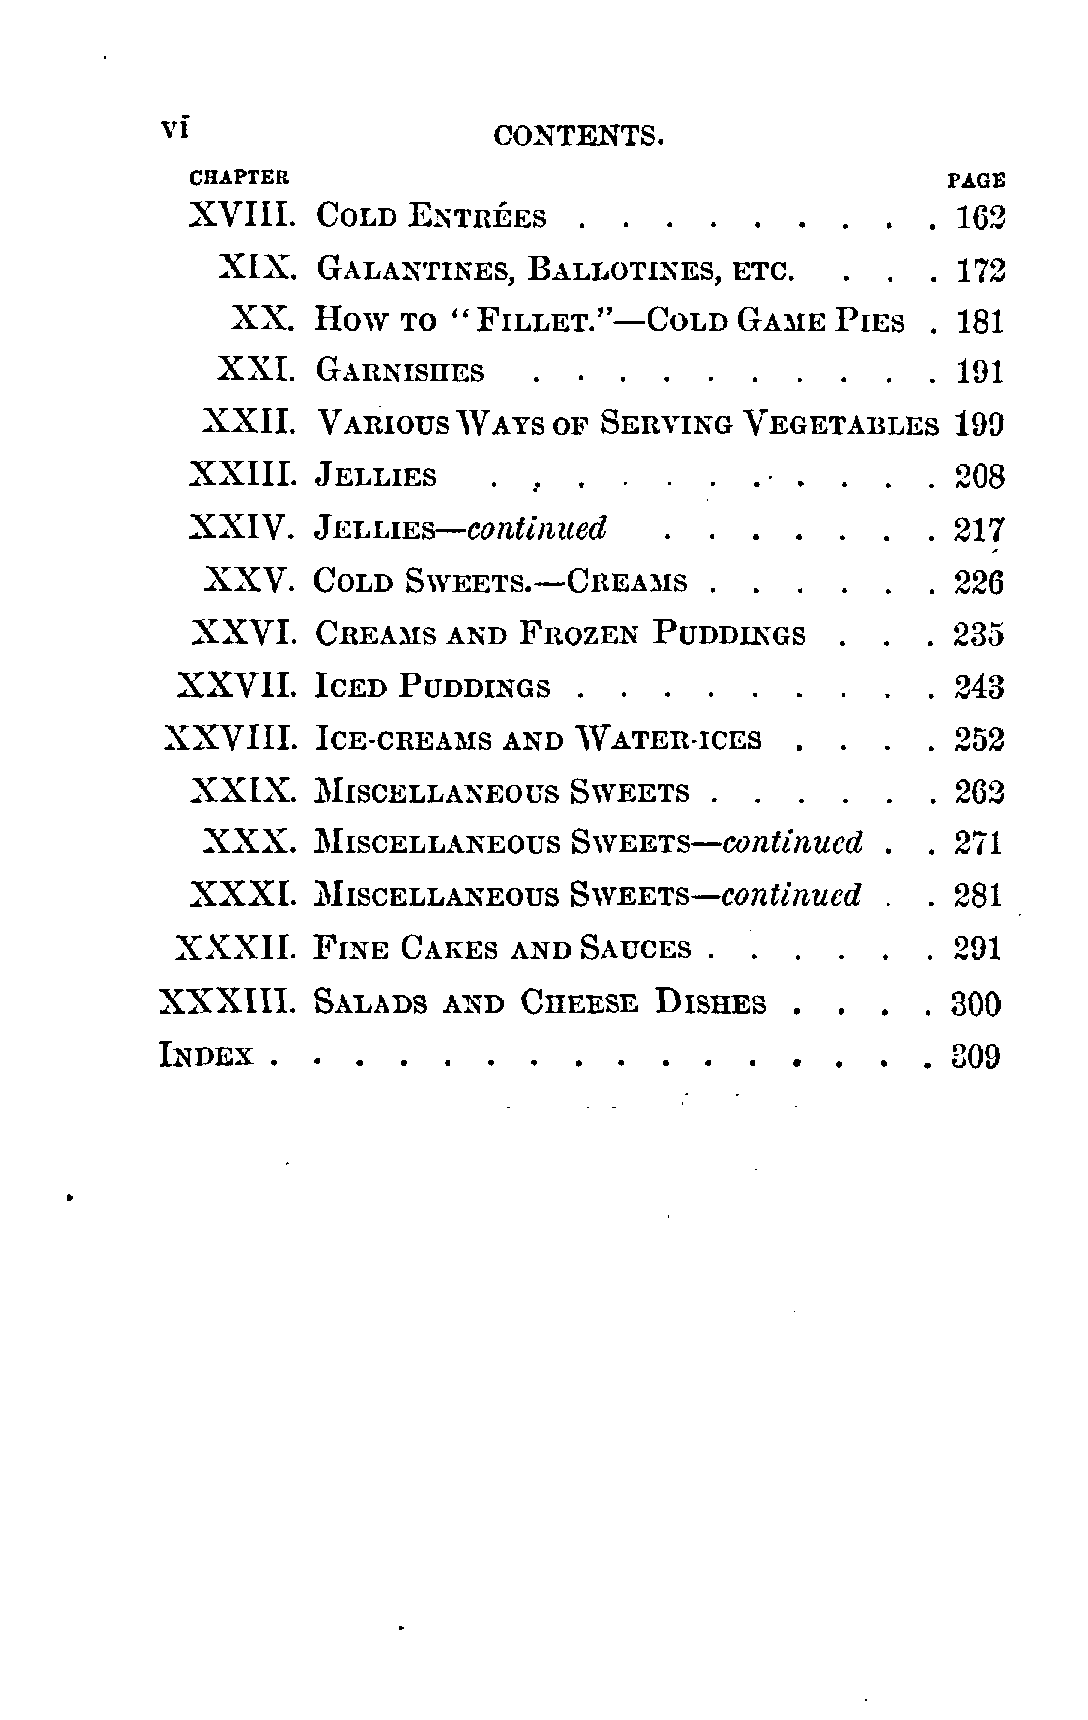 vi CONTENTS.
CHAPTER PAGE
XVIII. COLD ENTRÉES . . . . . . . . . 162
XIX. GALANTINES, BALLOTINES, ETC. . . . 172
XX. HOW TO "FILLET."—COLD GAME PIES . 181
XXI. GARNISHES . . . . . . . . . . 191
XXII. VARIOUS WAYS OF SERVING VEGETABLES 199
XXIII. JELLIES . . . . . . . . . . . 208
XXIV. JELLIES—continued . . . . . . . 217
XXV. COLD SWEETS.—CREAMS . . . . . . 226
XXVI. CREAMS AND FROZEN PUDDINGS . . . 235
XXVII. ICED PUDDINGS . . . . . . . . . 243
XXVIII. ICE-CREAMS AND WATER-ICES . . . . 252
XXIX. MISCELLANEOUS SWEETS . . . . . . 262
XXX. MISCELLANEOUS SWEETS—continued . . 271
XXXI. MISCELLANEOUS SWEETS—continued . . 281
XXXII. FINE CAKES AND SAUCES . . . . . . 291
XXXIII. SALADS AND CHEESE DISHES . . . . 300
INDEX . . . . . . . . . . . . . . . . 309